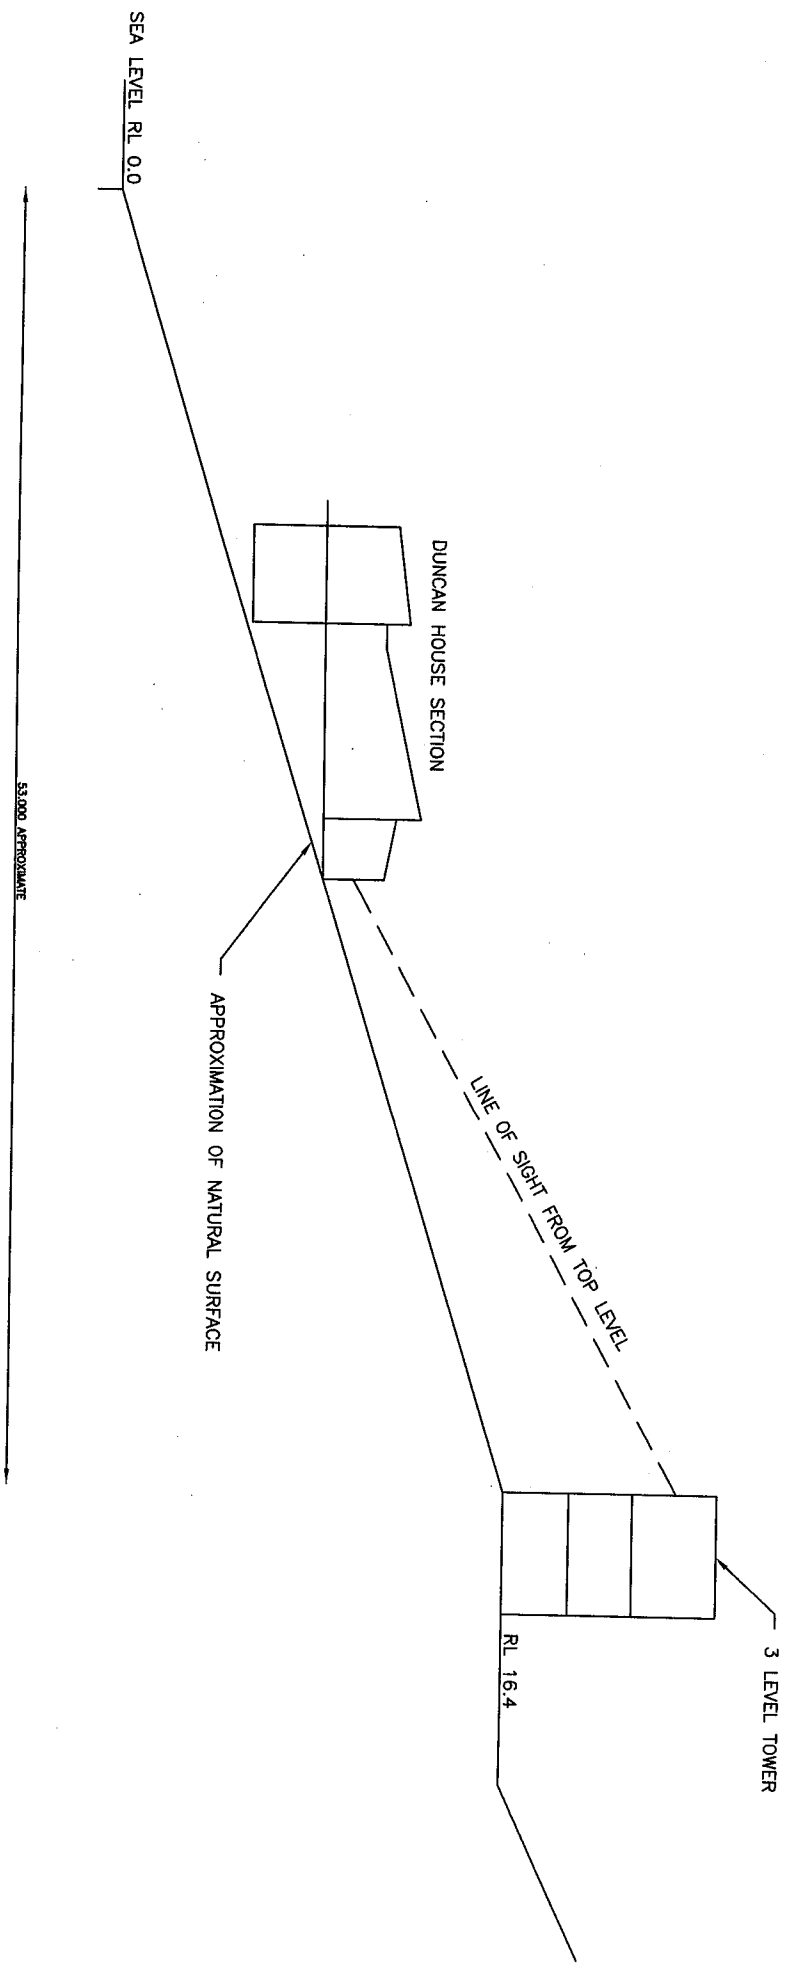 SEA LEVEL RL 0.0
DUNCAN HOUSE SECTION
LINE OF SIGHT FROM TOP LEVEL
3 LEVEL TOWER
RL 16.4
APPROXIMATION OF NATURAL SURFACE
53.000 APPROXIMATE